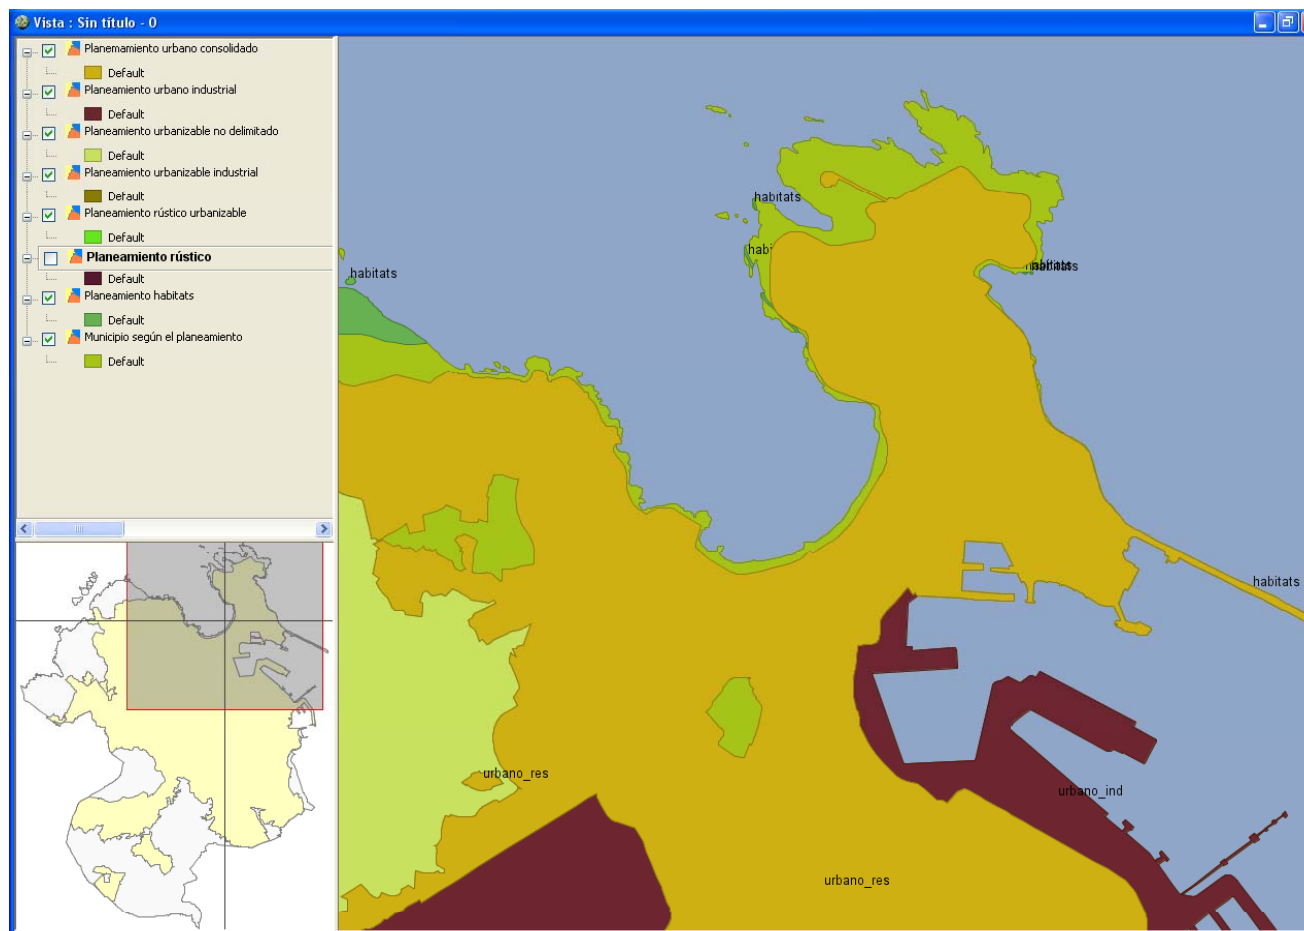 Vista : Sin título - 0
Planemamiento urbano consolidado
Default
Planeamiento urbano industrial
Default
Planeamiento urbanizable no delimitado
Default
Planeamiento urbanizable industrial
Default
Planeamiento rústico urbanizable
Default
Planeamiento rústico
Default
Planeamiento habitats
Default
Municipio según el planeamiento
Default
habitats
habi
habitats
habitats
habitats
urbano_res
urbano_ind
urbano_res